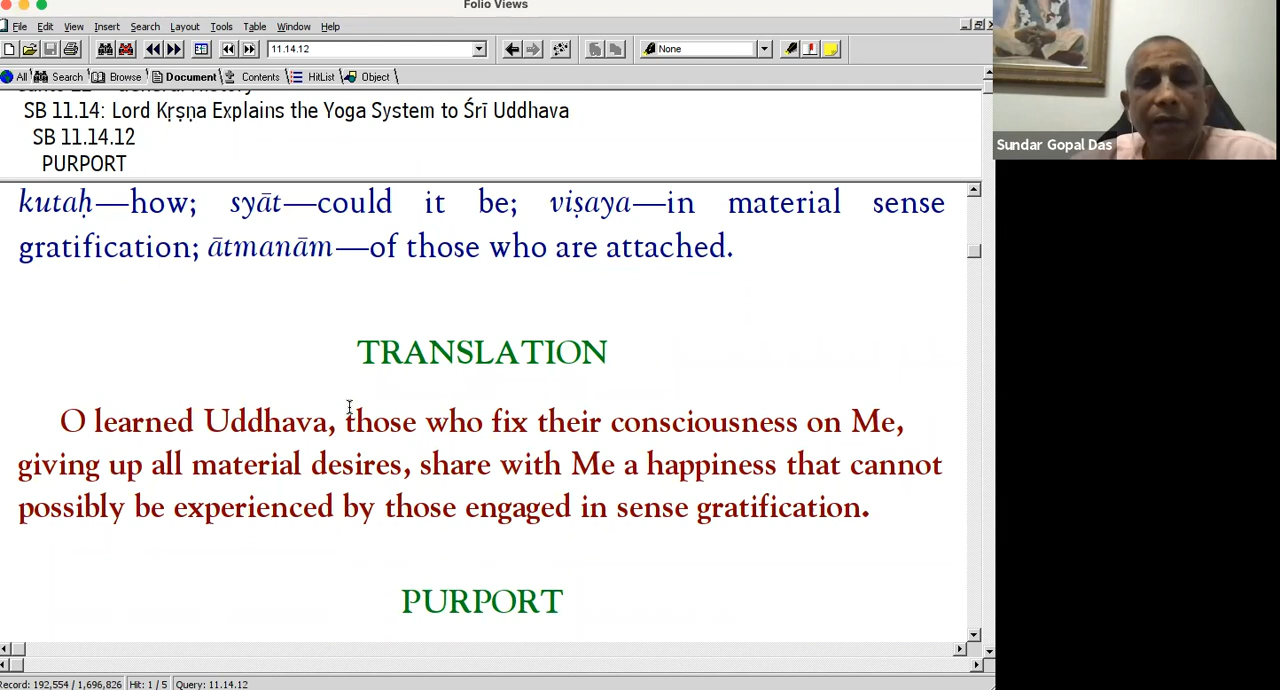 Folio Views
File Edit View Insert Search Layout Tools Table Window Help
11.14.12 None
All Search Browse Document Contents HitList Object
SB 11.14: Lord Kṛṣṇa Explains the Yoga System to Śrī Uddhava
SB 11.14.12
PURPORT
kutaḥ—how; syāt—could it be; viṣaya—in material sense
gratification; ātmanām—of those who are attached.
TRANSLATION
O learned Uddhava, those who fix their consciousness on Me,
giving up all material desires, share with Me a happiness that cannot
possibly be experienced by those engaged in sense gratification.
PURPORT
Record: 192,554 / 1,696,826 Hit: 1 / 5 Query: 11.14.12
Sundar Gopal Das